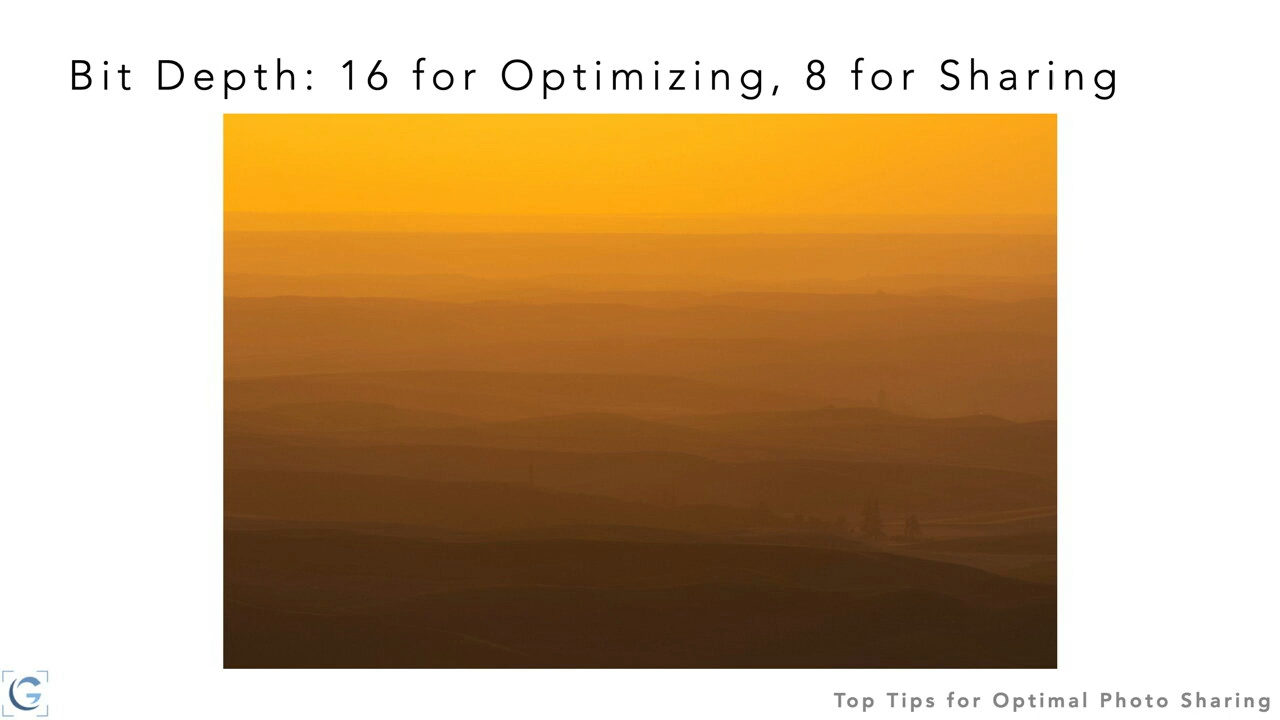 Bit Depth: 16 for Optimizing, 8 for Sharing
G
Top Tips for Optimal Photo Sharing